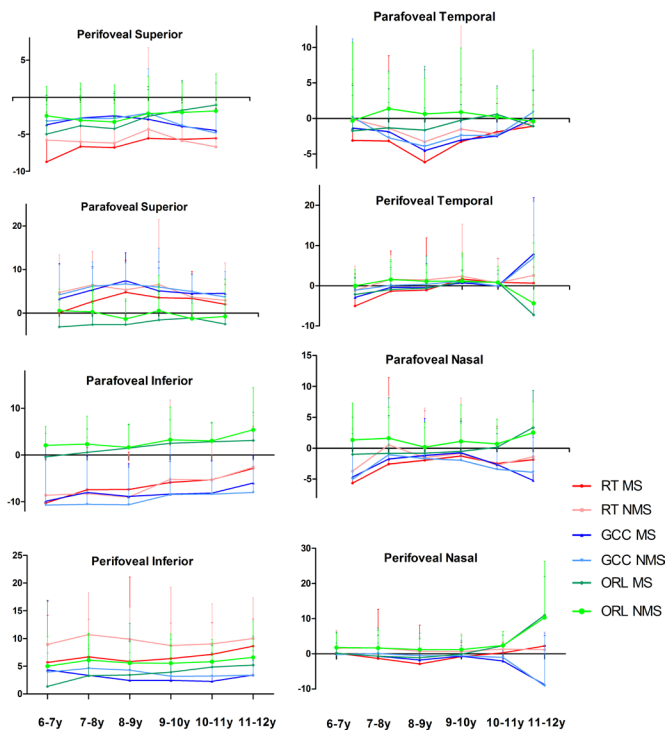 Perifoveal Superior
5
0
-5
-10
Parafoveal Superior
20
10
0
Parafoveal Inferior
10
0
-10
Perifoveal Inferior
25
20
15
10
5
0
6-7y 7-8y 8-9y 9-10y 10-11y 11-12y
Parafoveal Temporal
10
5
0
-5
Perifoveal Temporal
20
10
0
-10
Parafoveal Nasal
15
10
5
0
-5
Perifoveal Nasal
30
20
10
0
-10
6-7y 7-8y 8-9y 9-10y 10-11y 11-12y
RT MS
RT NMS
GCC MS
GCC NMS
ORL MS
ORL NMS